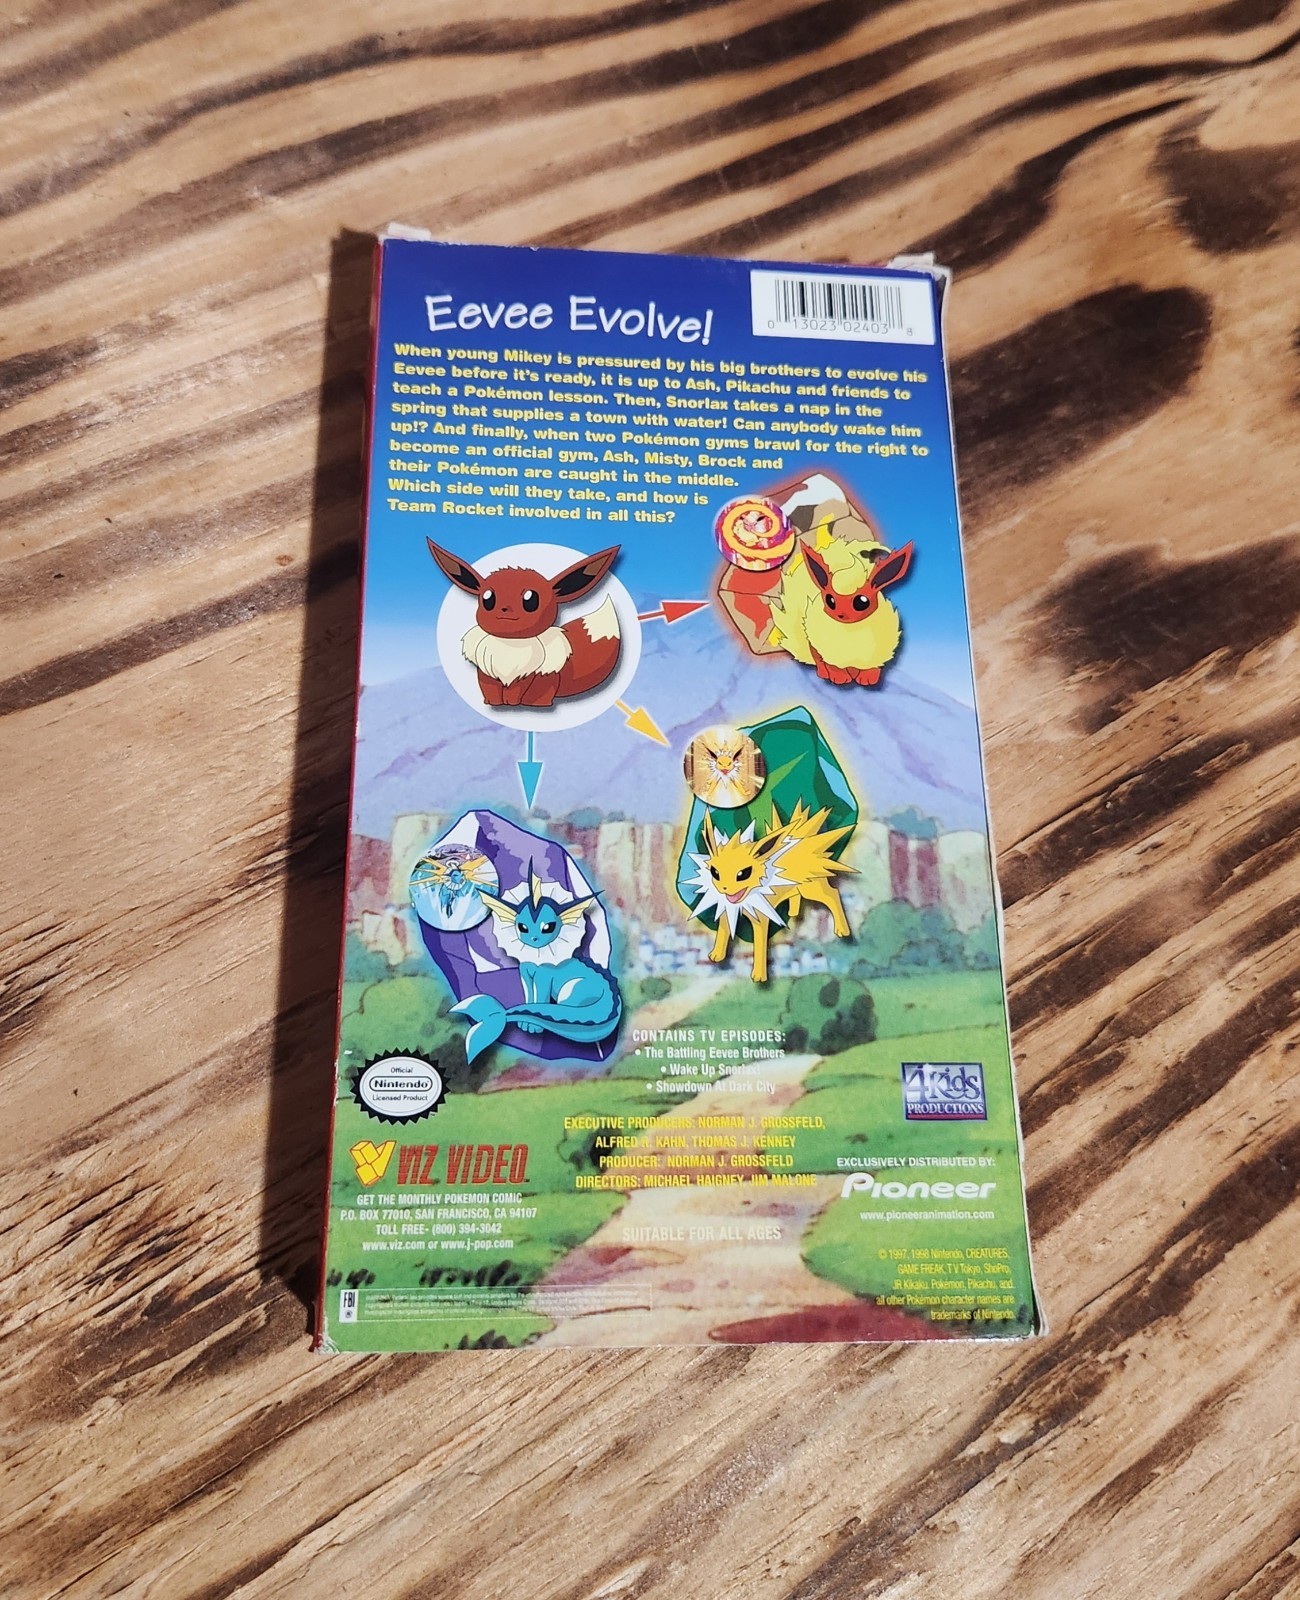 Eevee Evolve!
0 13023 02403 8
When young Mikey is pressured by his big brothers to evolve his
Eevee before it's ready, it is up to Ash, Pikachu and friends to
teach a Pokémon lesson. Then, Snorlax takes a nap in the
spring that supplies a town with water! Can anybody wake him
up!? And finally, when two Pokémon gyms brawl for the right to
become an official gym, Ash, Misty, Brock and
their Pokémon are caught in the middle.
Which side will they take, and how is
Team Rocket involved in all this?
CONTAINS TV EPISODES:
• The Battling Eevee Brothers
• Wake Up Snorlax!
• Showdown At Dark City
Official
Nintendo
Licensed Product
4Kids
PRODUCTIONS
EXECUTIVE PRODUCERS: NORMAN J. GROSSFELD,
ALFRED R. KAHN, THOMAS J. KENNEY
PRODUCER: NORMAN J. GROSSFELD
DIRECTORS: MICHAEL HAIGNEY, JIM MALONE
VIZ VIDEO
GET THE MONTHLY POKEMON COMIC
P.O. BOX 77010, SAN FRANCISCO, CA 94107
TOLL FREE- (800) 394-3042
www.viz.com or www.j-pop.com
EXCLUSIVELY DISTRIBUTED BY:
Pioneer
www.pioneeranimation.com
SUITABLE FOR ALL AGES
© 1997, 1998 Nintendo, CREATURES,
GAME FREAK, TV Tokyo, ShoPro,
JR Kikaku. Pokémon, Pikachu, and
all other Pokémon character names are
trademarks of Nintendo.
FBI